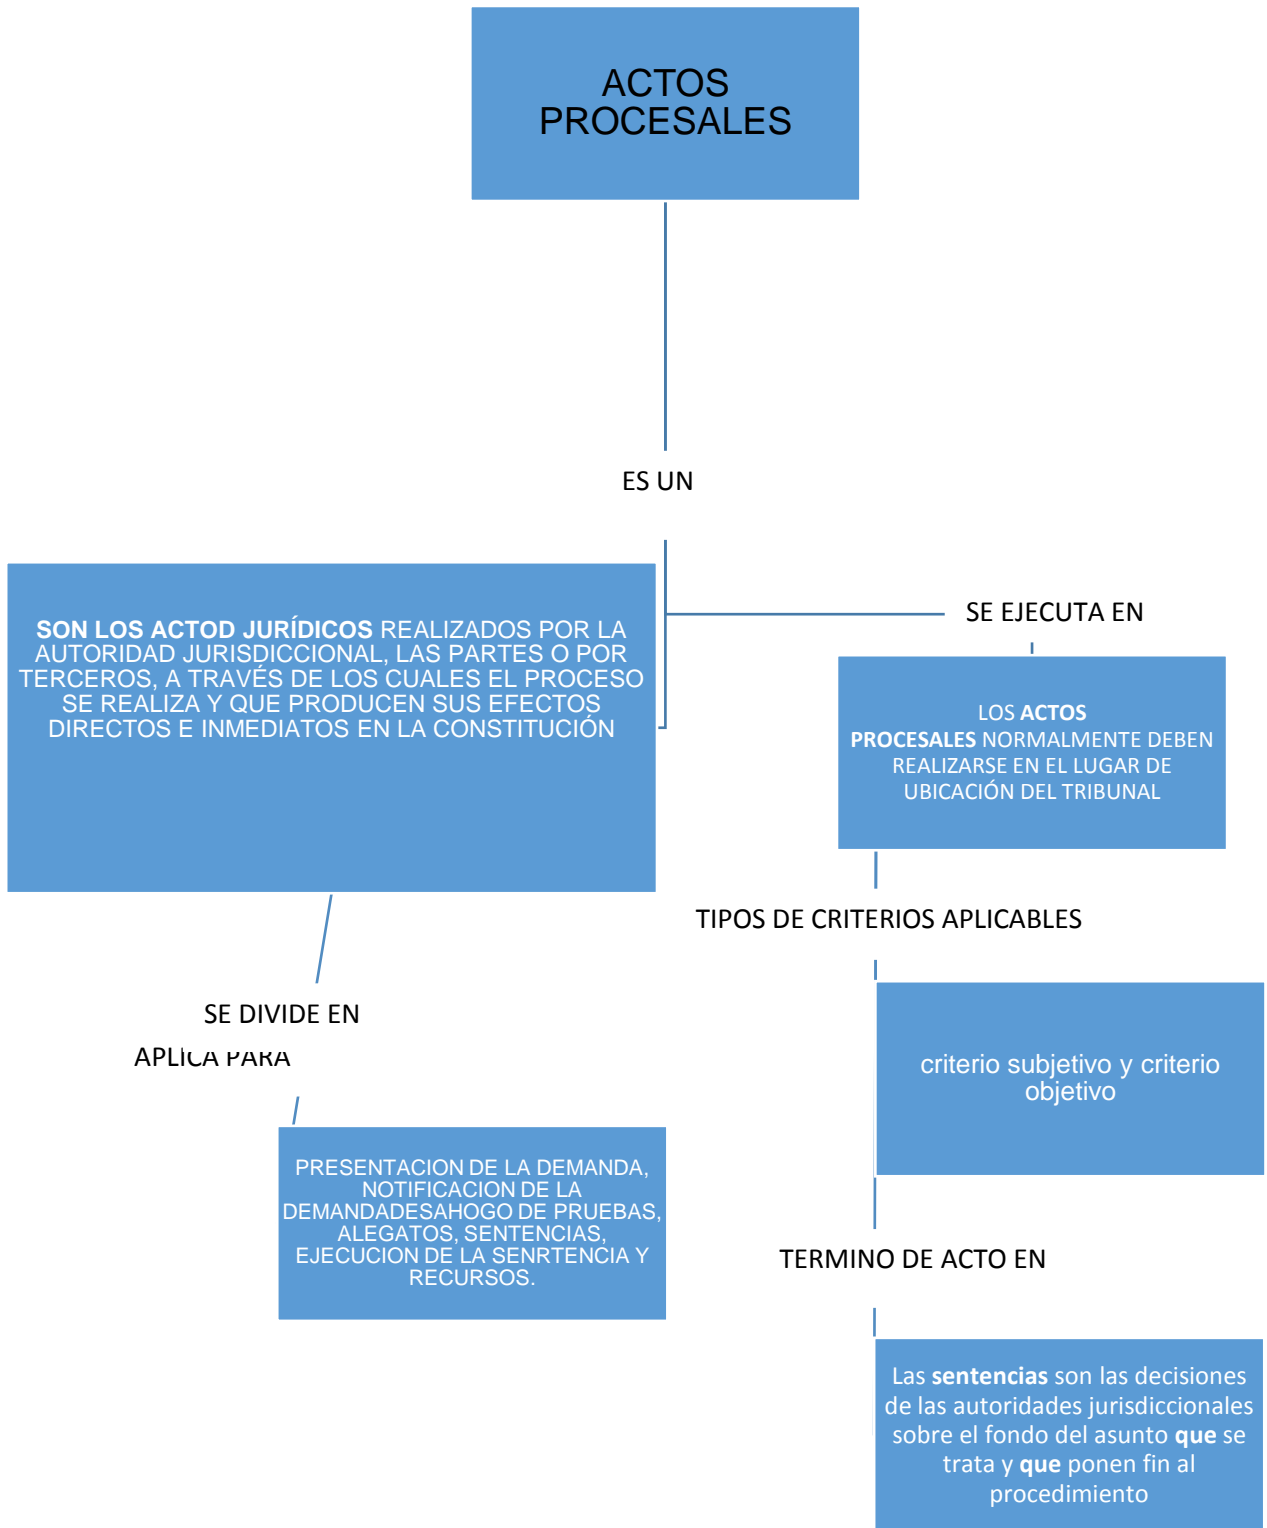 ACTOS
PROCESALES
ES UN
SON LOS ACTOD JURÍDICOS REALIZADOS POR LA
AUTORIDAD JURISDICCIONAL, LAS PARTES O POR
TERCEROS, A TRAVÉS DE LOS CUALES EL PROCESO
SE REALIZA Y QUE PRODUCEN SUS EFECTOS
DIRECTOS E INMEDIATOS EN LA CONSTITUCIÓN
SE DIVIDE EN
APLICA PARA
PRESENTACION DE LA DEMANDA,
NOTIFICACION DE LA
DEMANDADESAHOGO DE PRUEBAS,
ALEGATOS, SENTENCIAS,
EJECUCION DE LA SENRTENCIA Y
RECURSOS.
SE EJECUTA EN
LOS ACTOS
PROCESALES NORMALMENTE DEBEN
REALIZARSE EN EL LUGAR DE
UBICACIÓN DEL TRIBUNAL
TIPOS DE CRITERIOS APLICABLES
criterio subjetivo y criterio
objetivo
TERMINO DE ACTO EN
Las sentencias son las decisiones
de las autoridades jurisdiccionales
sobre el fondo del asunto que se
trata y que ponen fin al
procedimiento